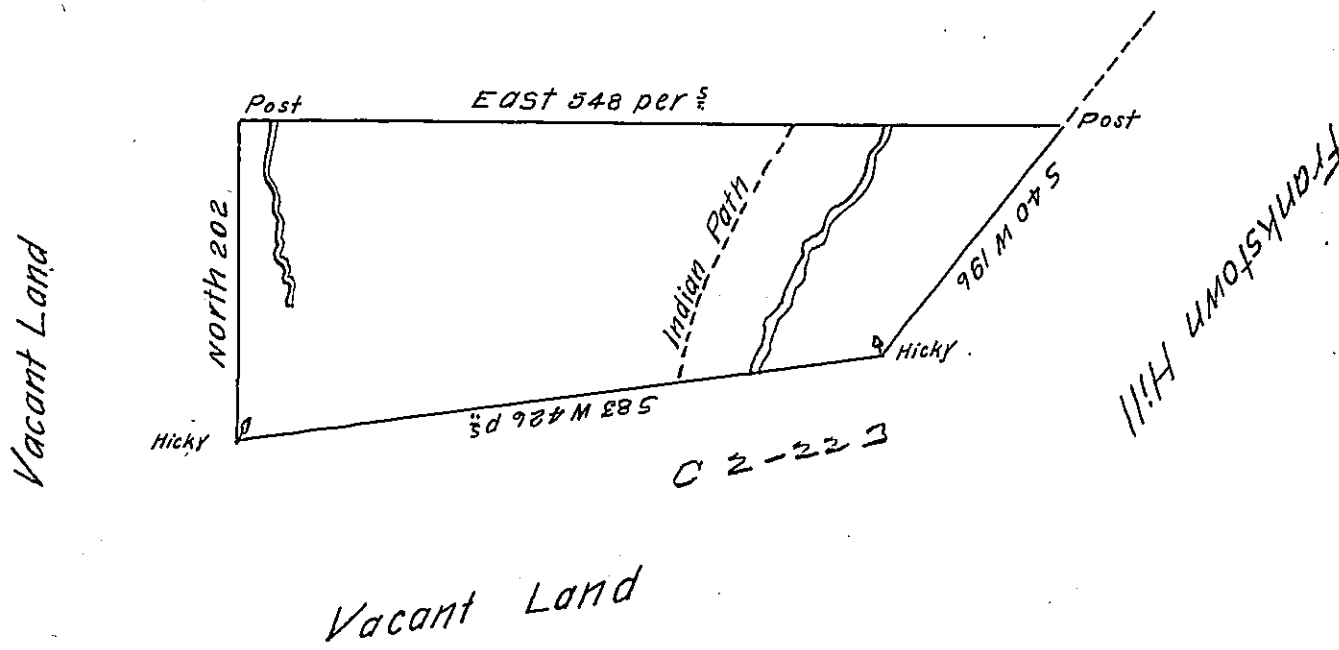 Post
East 548 per s
Post
Frankstown Hill
S 40 W 196
Indian Path
North 202
Vacant Land
Hicky
S 83 W 426 ps
Hicky
C 2-223
Vacant Land